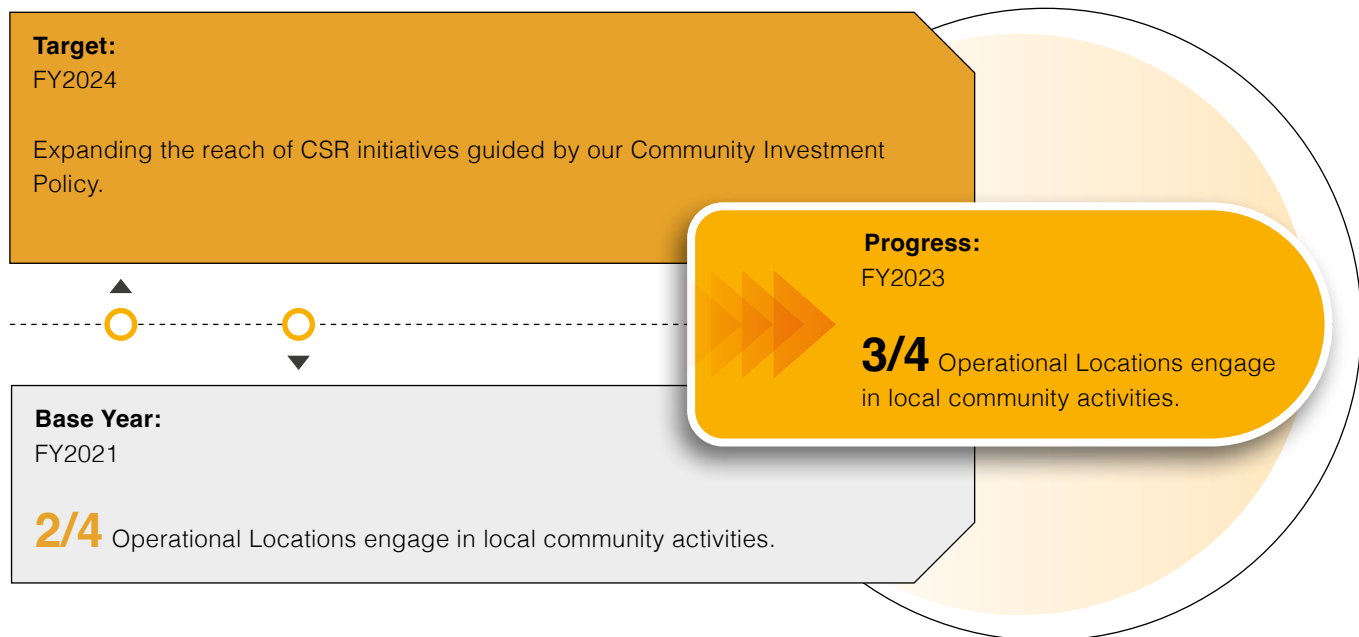 Target:
FY2024
Expanding the reach of CSR initiatives guided by our Community Investment
Policy.
Progress:
FY2023
3/4 Operational Locations engage
in local community activities.
Base Year:
FY2021
2/4 Operational Locations engage in local community activities.